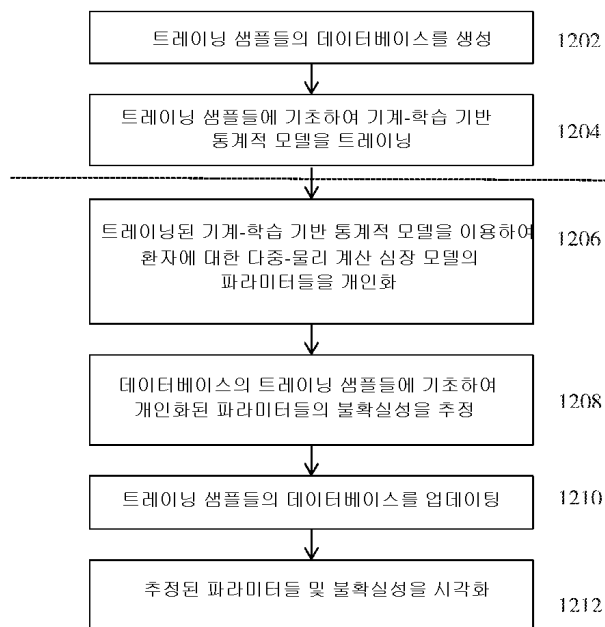 트레이닝 샘플들의 데이터베이스를 생성
1202
트레이닝 샘플들에 기초하여 기계-학습 기반
통계적 모델을 트레이닝
1204
트레이닝된 기계-학습 기반 통계적 모델을 이용하여
환자에 대한 다중-물리 계산 심장 모델의
파라미터들을 개인화
1206
데이터베이스의 트레이닝 샘플들에 기초하여
개인화된 파라미터들의 불확실성을 추정
1208
트레이닝 샘플들의 데이터베이스를 업데이팅
1210
추정된 파라미터들 및 불확실성을 시각화
1212